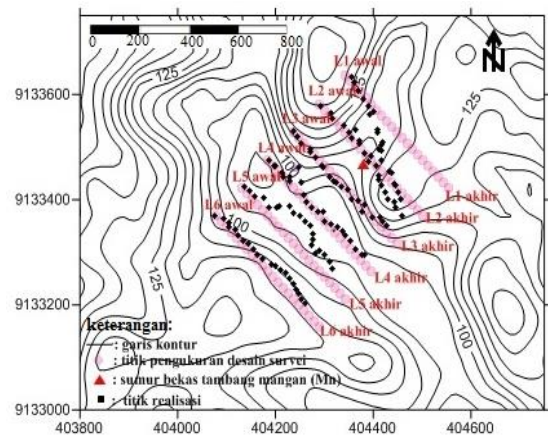 0 200 400 600 800
N
9133600
9133400
9133200
9133000
403800 404000 404200 404400 404600
L1 awal
L2 awal
L3 awal
L4 awal
L5 awal
L6 awal
L1 akhir
L2 akhir
L3 akhir
L4 akhir
L5 akhir
L6 akhir
125
125
125
100
100
100
125
keterangan:
: garis kontur
: titik pengukuran desain survei
: sumur bekas tambang mangan (Mn)
: titik realisasi